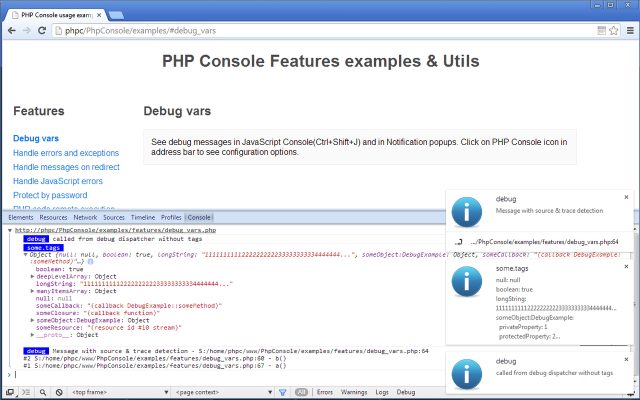 PHP Console usage exam
phpc/PhpConsole/examples/#debug_vars
PHP Console Features examples & Utils
Features
Debug vars
Handle errors and exceptions
Handle messages on redirect
Handle JavaScript errors
Protect by password
PHP code remote execution
Debug vars
See debug messages in JavaScript Console(Ctrl+Shift+J) and in Notification popups. Click on PHP Console icon in
address bar to see configuration options.
Elements Resources Network Sources Timeline Profiles Console
http://phpc/PhpConsole/examples/features/debug_vars.php
debug called from debug dispatcher without tags
some.tags
Object {null: null, boolean: true, longString: "11111111112222222222333333333344444444...", someObject:DebugExample: Object, someCallback: "(callback DebugExample
::someMethod)"…}
boolean: true
deepLevelArray: Object
longString: "11111111112222222222333333333344444444..."
manyItemsArray: Object
null: null
someCallback: "(callback DebugExample::someMethod)"
someClosure: "(callback function)"
someObject:DebugExample: Object
someResource: "(resource id #10 stream)"
__proto__: Object
debug Message with source & trace detection - S:/home/phpc/www/PhpConsole/examples/features/debug_vars.php:64
#2 S:/home/phpc/www/PhpConsole/examples/features/debug_vars.php:60 - b()
#1 S:/home/phpc/www/PhpConsole/examples/features/debug_vars.php:67 - a()
<top frame> <page context> All Errors Warnings Logs Debug
debug
Message with source & trace detection
.../PhpConsole/examples/features/debug_vars.php:64
some.tags
null: null
boolean: true
longString:
11111111112222222222333333333344444444...
someObject:DebugExample:
privateProperty: 1
protectedProperty: 2...
debug
called from debug dispatcher without tags